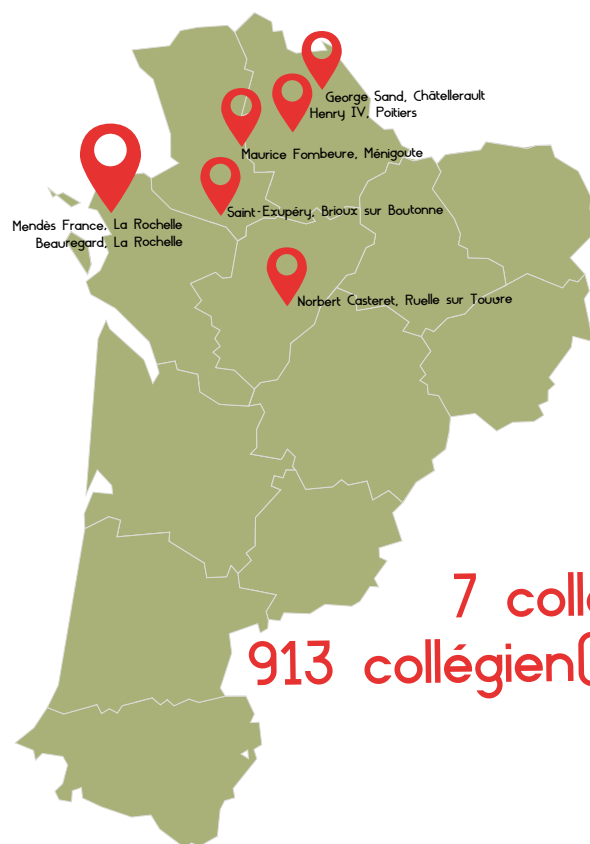 George Sand, Châtellerault
Henry IV, Poitiers
Maurice Fombeure, Ménigoute
Saint-Exupéry, Brioux sur Boutonne
Mendès France, La Rochelle
Beauregard, La Rochelle
Norbert Casteret, Ruelle sur Touvre
7
913 collégien(